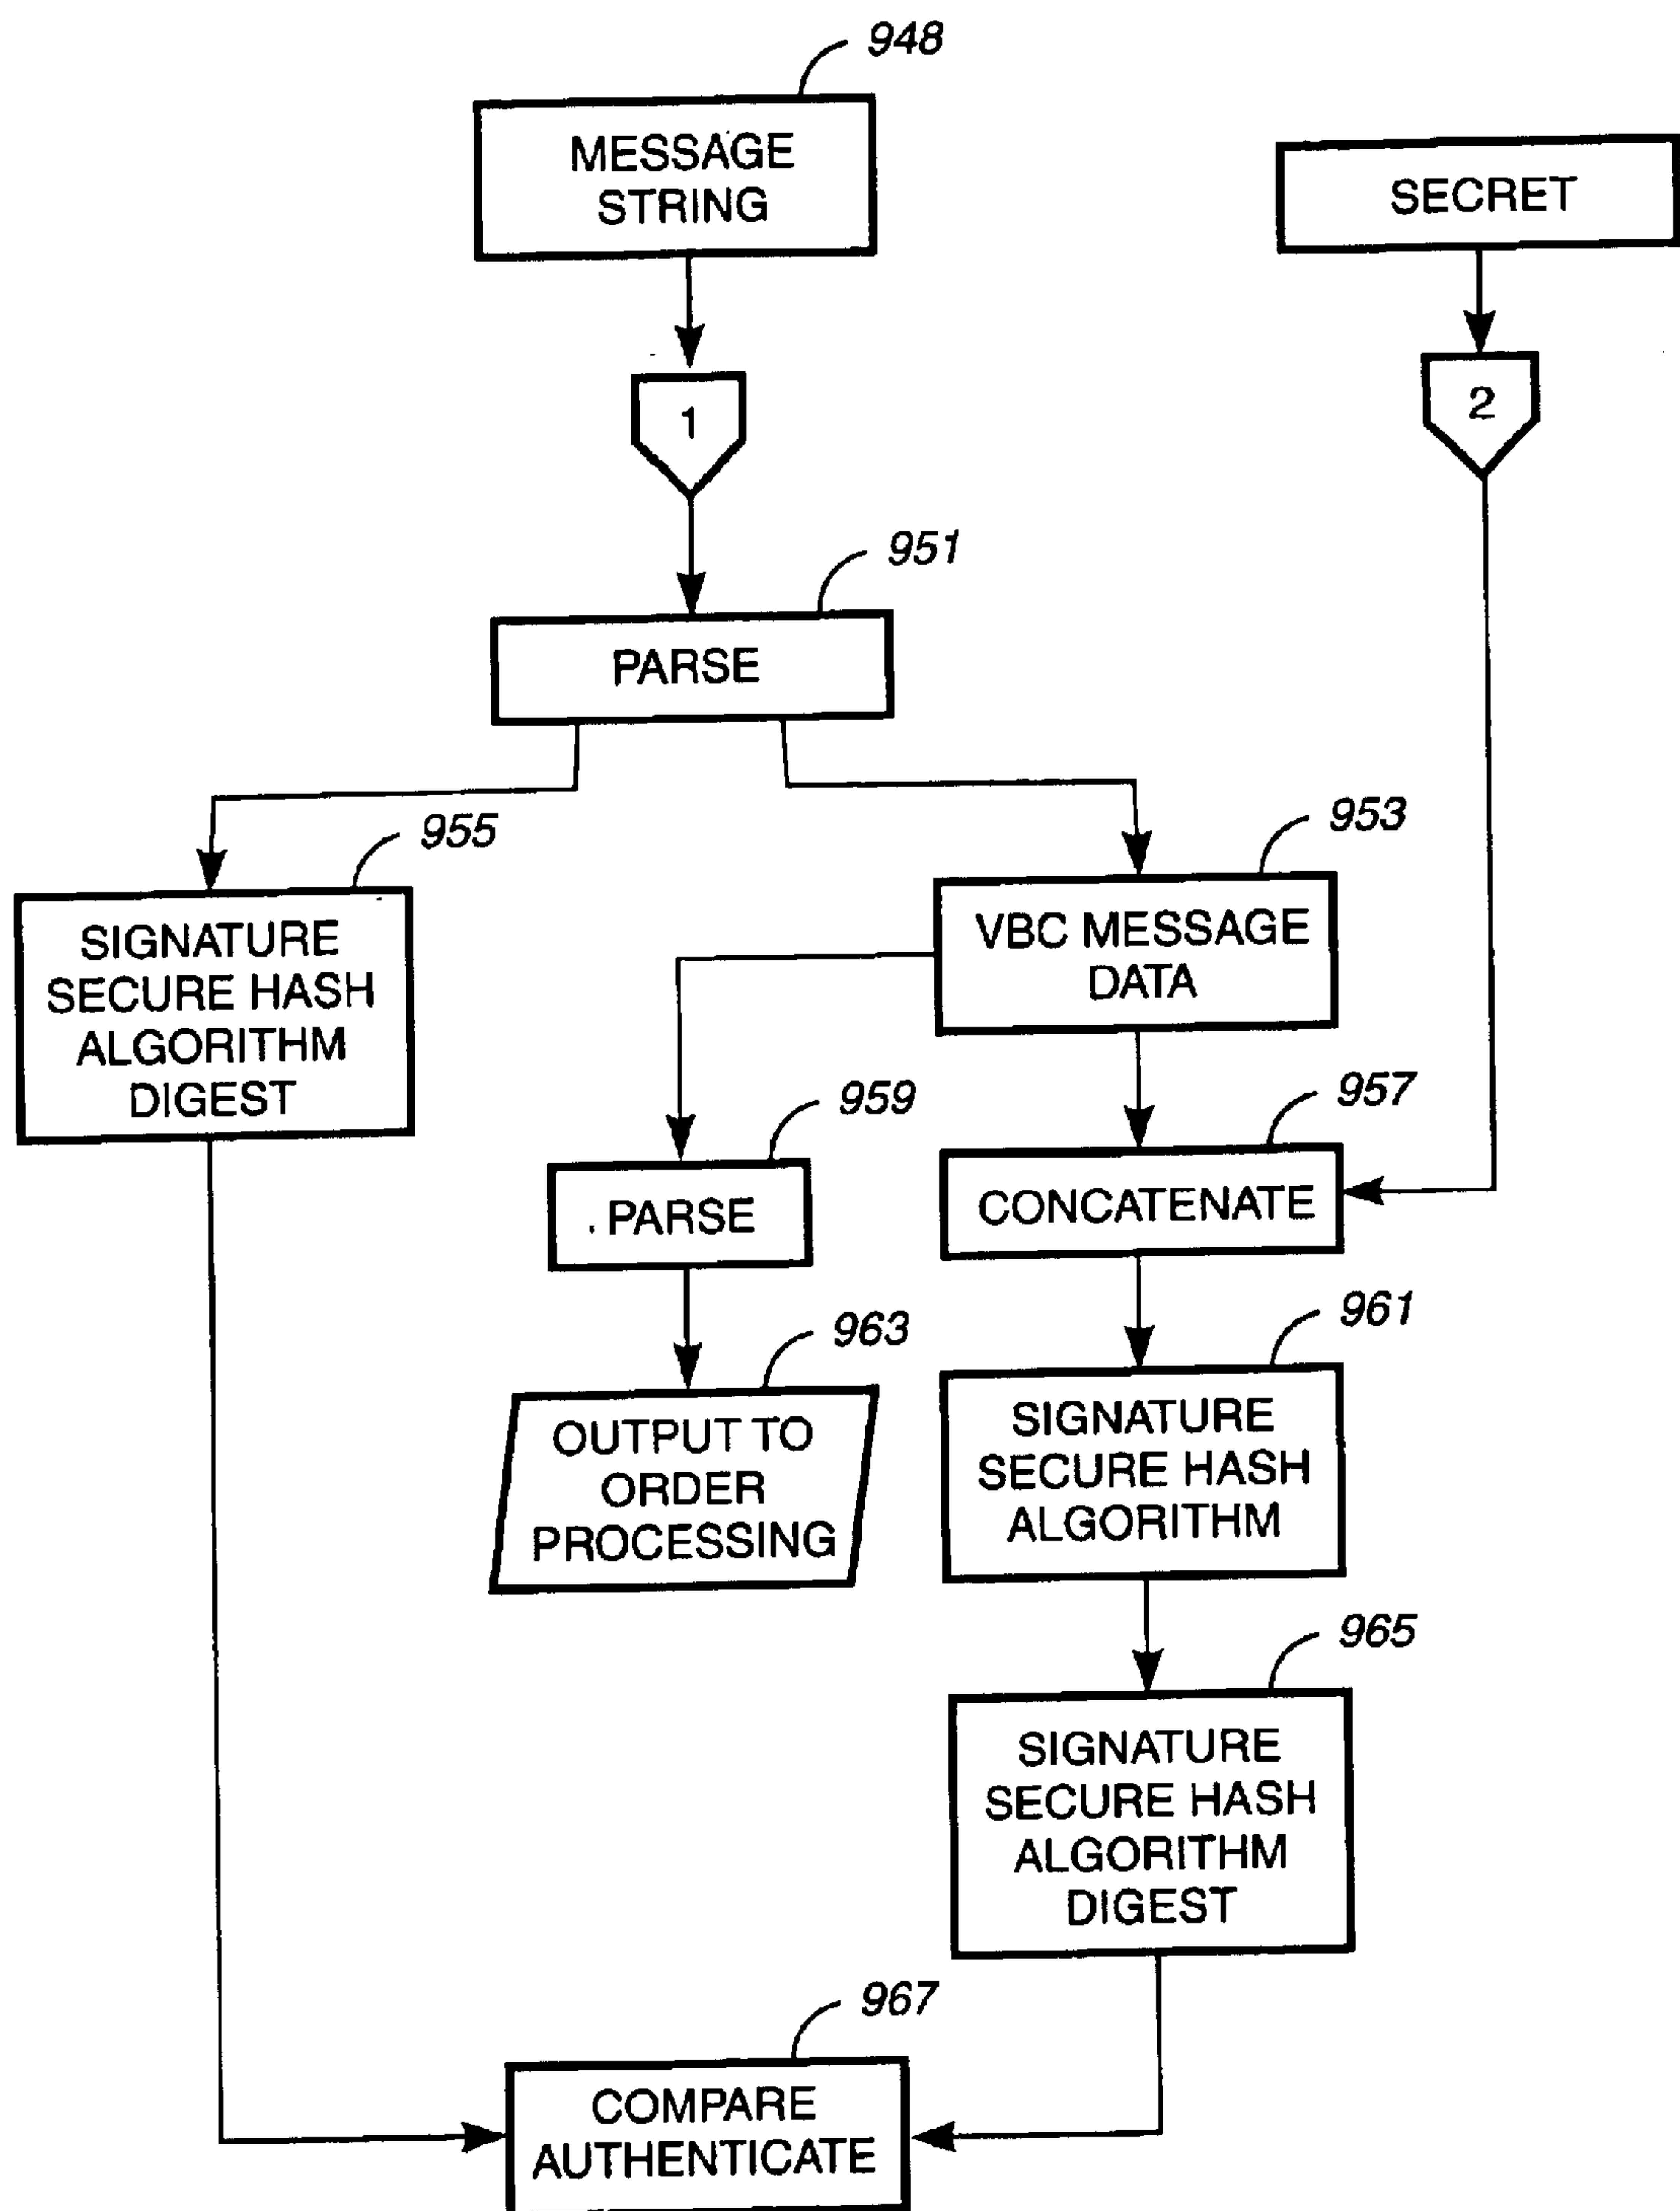 948
MESSAGE
STRING
SECRET
1
2
951
PARSE
955
953
SIGNATURE
SECURE HASH
ALGORITHM
DIGEST
VBC MESSAGE
DATA
959
957
PARSE
CONCATENATE
963
961
OUTPUT TO
ORDER
PROCESSING
SIGNATURE
SECURE HASH
ALGORITHM
965
SIGNATURE
SECURE HASH
ALGORITHM
DIGEST
967
COMPARE
AUTHENTICATE